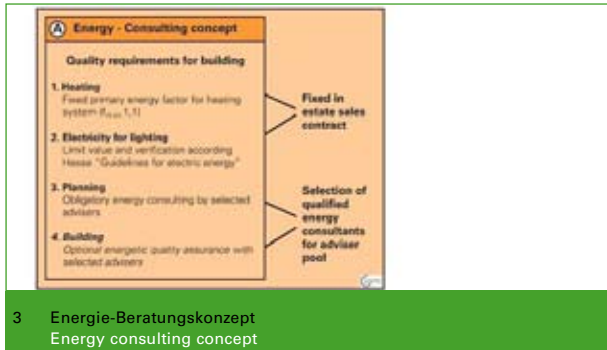 A Energy - Consulting concept
Quality requirements for building
1. Heating
Fixed primary energy factor for heating
system (fmax 1,1)
2. Electricity for lighting
Limit value and verification according
Hesse "Guidelines for electric energy"
Fixed in
estate sales
contract
3. Planning
Obligatory energy consulting by selected
advisers
4. Building
Optional energetic quality assurance with
selected advisers
Selection of
qualified
energy
consultants
for adviser
pool
3 Energie-Beratungskonzept
Energy consulting concept